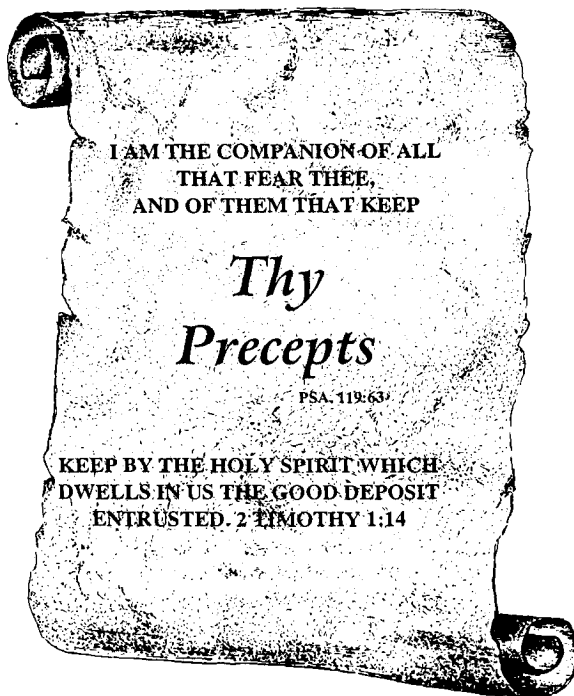 I AM THE COMPANION OF ALL
THAT FEAR THEE,
AND OF THEM THAT KEEP
Thy
Precepts
PSA. 119:63
KEEP BY THE HOLY SPIRIT WHICH
DWELLS IN US THE GOOD DEPOSIT
ENTRUSTED. 2 TIMOTHY 1:14